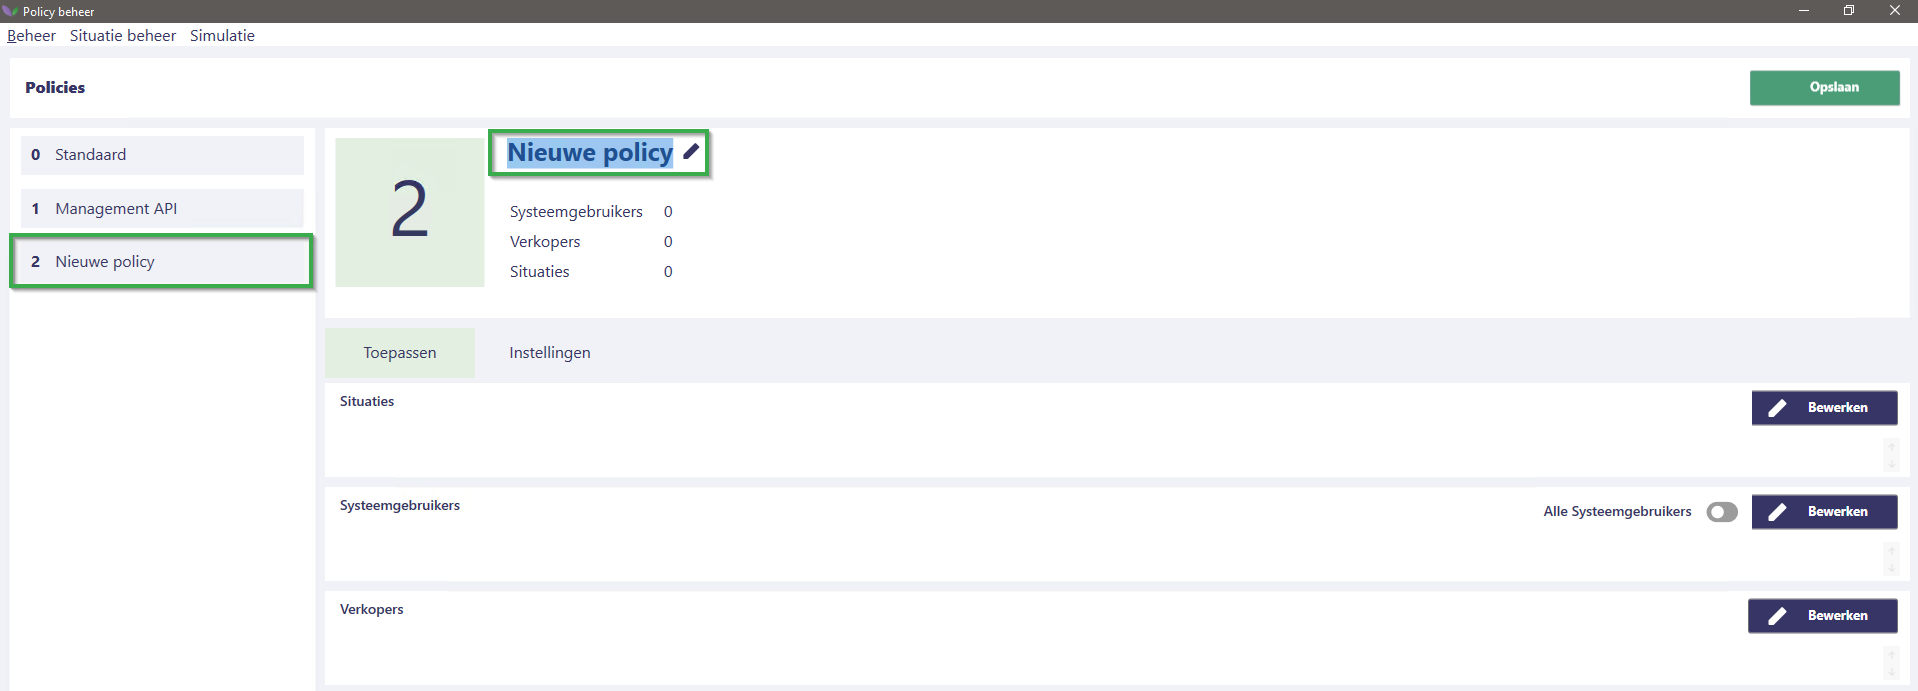 Policy beheer
Beheer Situatie beheer Simulatie
Policies
Opslaan
0 Standaard
1 Management API
2 Nieuwe policy
2
Nieuwe policy
Systeemgebruikers 0
Verkopers 0
Situaties 0
Toepassen Instellingen
Situaties
Bewerken
Systeemgebruikers
Alle Systeemgebruikers
Bewerken
Verkopers
Bewerken